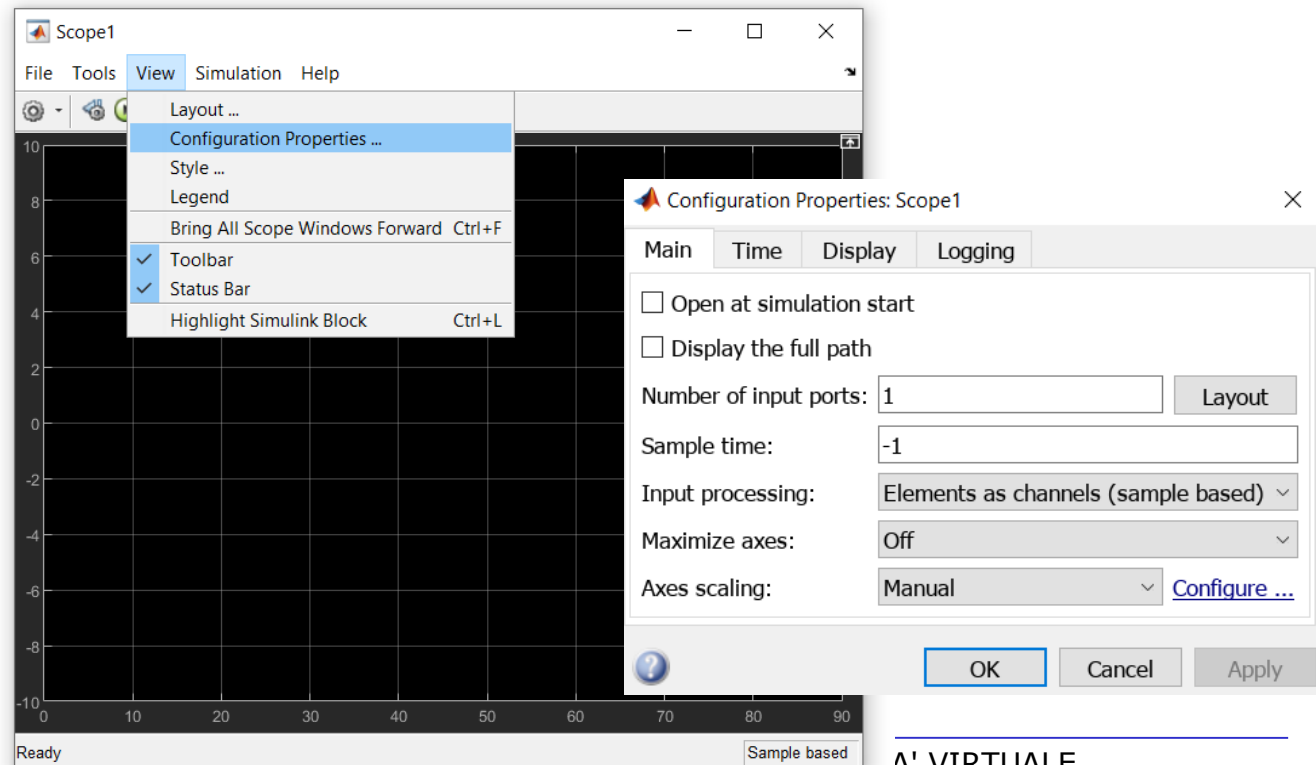 Scope1
File Tools View Simulation Help
Layout ...
Configuration Properties ...
Style ...
Legend
Bring All Scope Windows Forward Ctrl+F
Toolbar
Status Bar
Highlight Simulink Block Ctrl+L
10
8
6
4
2
0
-2
-4
-6
-8
-10
0 10 20 30 40 50 60 70 80 90
Ready Sample based
Configuration Properties: Scope1
Main Time Display Logging
Open at simulation start
Display the full path
Number of input ports: 1 Layout
Sample time: -1
Input processing: Elements as channels (sample based)
Maximize axes: Off
Axes scaling: Manual Configure ...
OK Cancel Apply
A' VIRTUALE